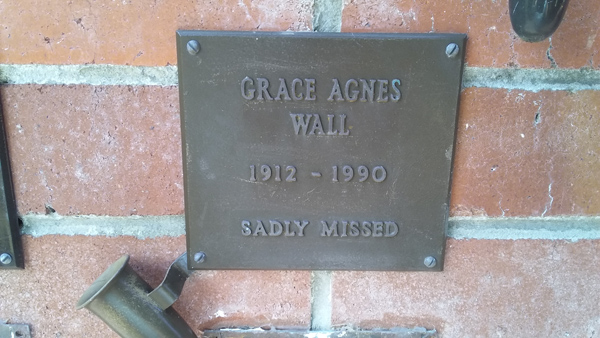 GRACE AGNES
WALL
1912 - 1990
SADLY MISSED